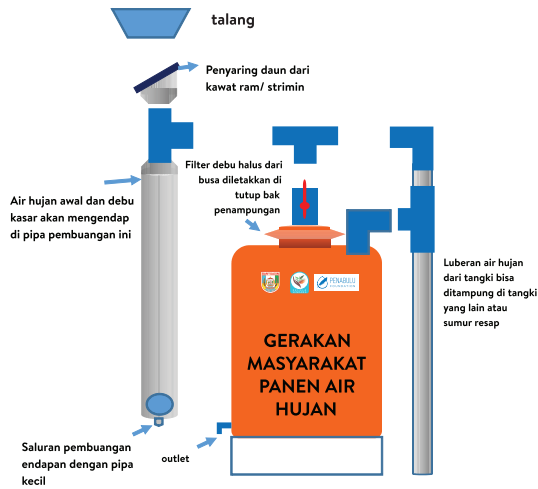 talang
Penyaring daun dari
kawat ram/ strimin
Filter debu halus dari
busa diletakkan di
tutup bak
penampungan
Air hujan awal dan debu
kasar akan mengendap
di pipa pembuangan ini
Luberan air hujan
dari tangki bisa
ditampung di tangki
yang lain atau
sumur resap
PENABULU
FOUNDATION
GERAKAN
MASYARAKAT
PANEN AIR
HUJAN
Saluran pembuangan
endapan dengan pipa
kecil
outlet